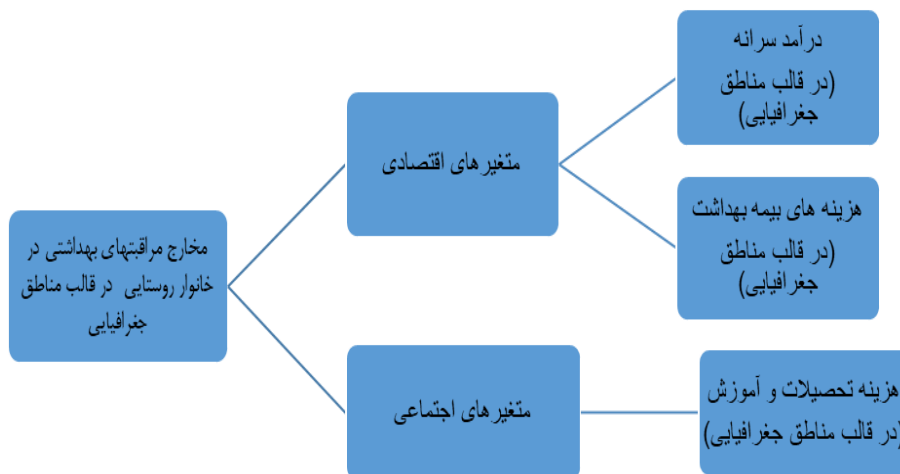 مخارج مراقبتهای بهداشتی در
خانوار روستایی در قالب مناطق
جغرافیایی
متغیرهای اقتصادی
درآمد سرانه
(در قالب مناطق
جغرافیایی)
هزینه های بیمه بهداشت
(در قالب مناطق
جغرافیایی)
متغیرهای اجتماعی
هزینه تحصیلات و آموزش
(در قالب مناطق جغرافیایی)